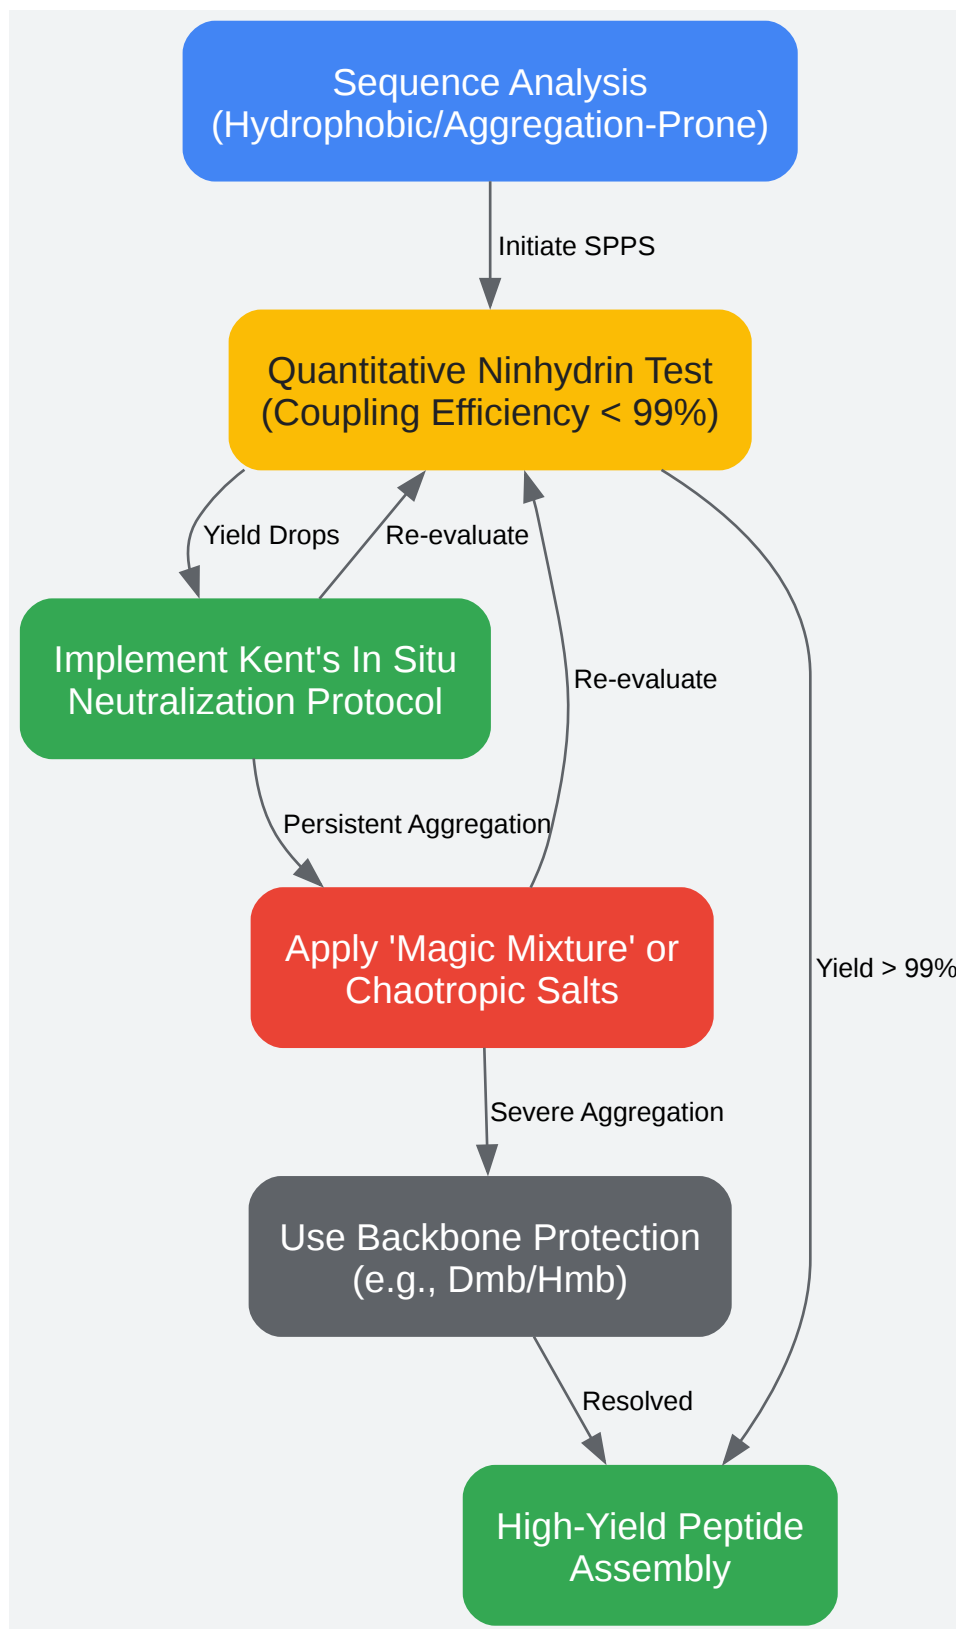 Sequence Analysis
(Hydrophobic/Aggregation-Prone)
Initiate SPPS
Quantitative Ninhydrin Test
(Coupling Efficiency < 99%)
Yield Drops
Re-evaluate
Implement Kent's In Situ
Neutralization Protocol
Re-evaluate
Persistent Aggregation
Apply 'Magic Mixture' or
Chaotropic Salts
Yield > 99%
Severe Aggregation
Use Backbone Protection
(e.g., Dmb/Hmb)
Resolved
High-Yield Peptide
Assembly